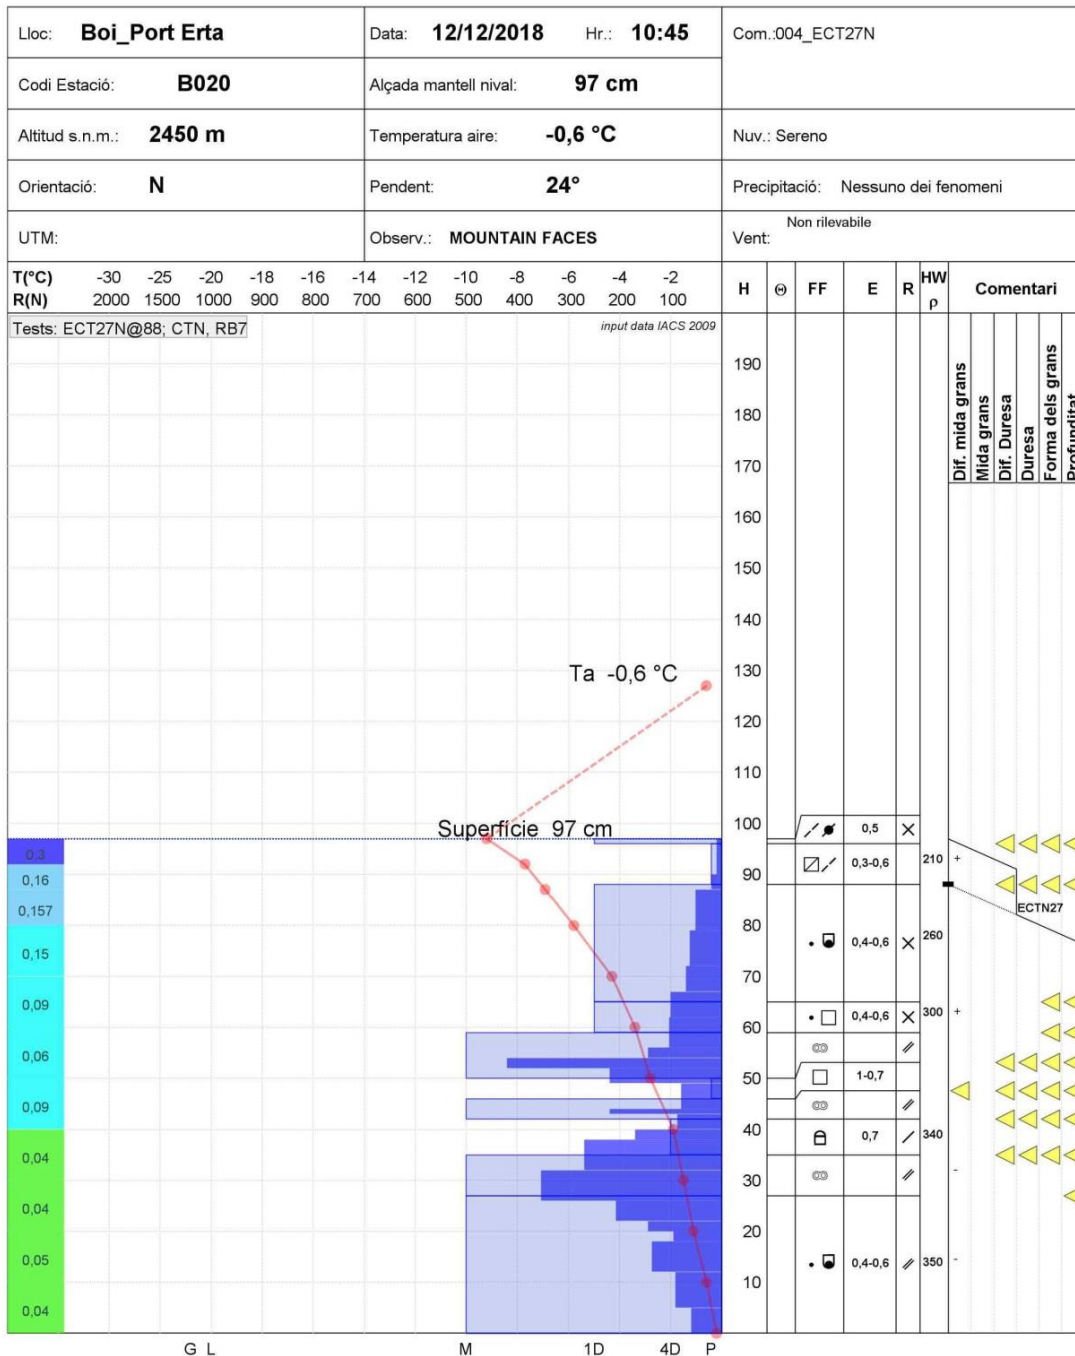 Lloc: Boi_Port Erta
Data: 12/12/2018 Hr.: 10:45
Com.:004_ECT27N
Codi Estació: B020
Alçada mantell nival: 97 cm
Altitud s.n.m.: 2450 m
Temperatura aire: -0,6 °C
Nuv.: Sereno
Orientació: N
Pendent: 24°
Precipitació: Nessuno dei fenomeni
UTM:
Observ.: MOUNTAIN FACES
Vent: Non rilevabile
T(°C) -30 -25 -20 -18 -16 -14 -12 -10 -8 -6 -4 -2
R(N) 2000 1500 1000 900 800 700 600 500 400 300 200 100
H Θ FF E R HW ρ Comentari
Tests: ECT27N@88; CTN, RB7
input data IACS 2009
Dif. mida grans
Mida grans
Dif. Duresa
Duresa
Forma dels grans
Profunditat
190
180
170
160
150
140
130
Ta -0,6 °C
120
110
100
Superfície 97 cm
0,5
0,3
0,3-0,6
210 +
90
0,16
0,157
ECTN27
80
260
0,4-0,6
0,15
70
0,09
300 +
60
0,4-0,6
0,06
50
1-0,7
0,09
40
0,7
340
0,04
30
-
0,04
20
0,05
0,4-0,6
350 -
10
0,04
G L M 1D 4D P